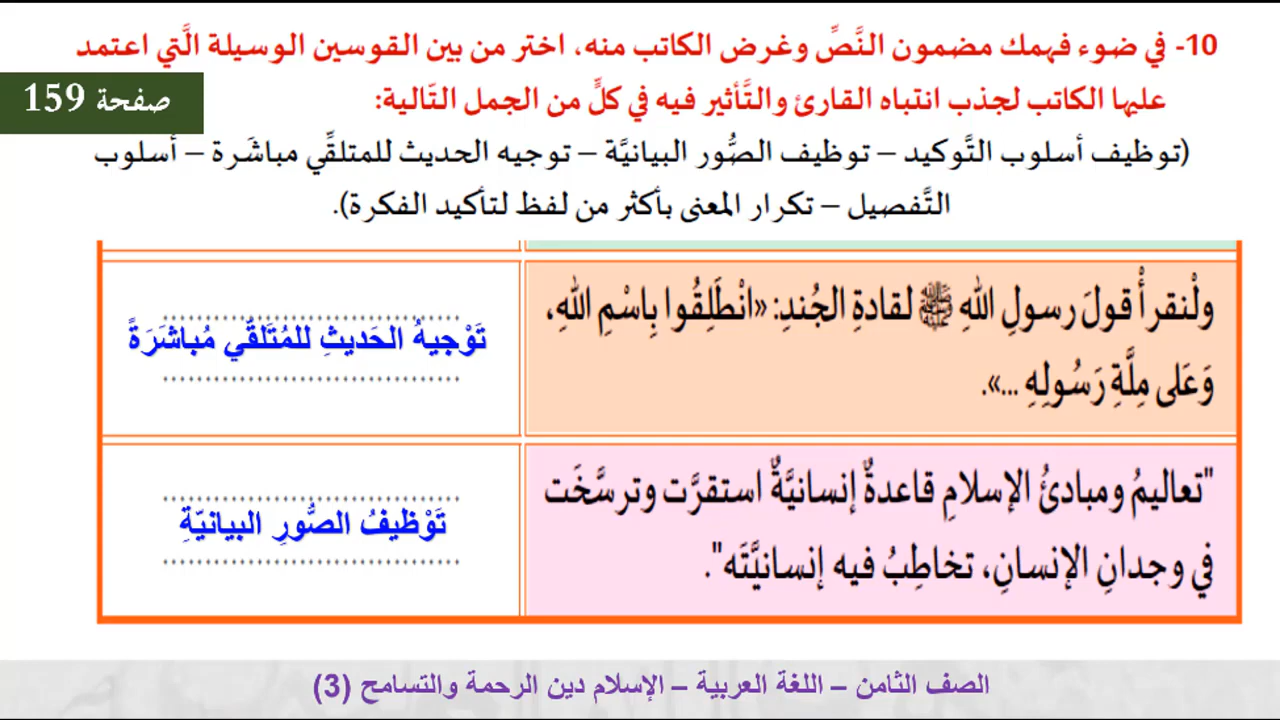 10- في ضوء فهمك مضمون النَّصِّ وغرض الكاتب منه، اختر من بين القوسين الوسيلة الَّتي اعتمد
عليها الكاتب لجذب انتباه القارئ والتَّأثير فيه في كلٍّ من الجمل التّالية:
صفحة 159
(توظيف أسلوب التَّوكيد – توظيف الصُّور البيانيَّة – توجيه الحديث للمتلقِّي مباشَرة – أسلوب
التَّفصيل – تكرار المعنى بأكثر من لفظ لتأكيد الفكرة).
ولْنقرأْ قولَ رسولِ اللهِ ﷺ لقادةِ الجُندِ: «انْطَلِقُوا بِاسْمِ اللهِ،
وَعَلى مِلَّةِ رَسُولِهِ ...».
تَوْجيهُ الحَديثِ للمُتَلَقّي مُباشَرَةً
"تعاليمُ ومبادئُ الإسلامِ قاعدةٌ إنسانيَّةٌ استقرَّت وترسَّخَت
في وجدانِ الإنسانِ، تخاطِبُ فيه إنسانيَّتَه".
تَوْظيفُ الصُّورِ البيانيّةِ
الصف الثامن – اللغة العربية – الإسلام دين الرحمة والتسامح (3)